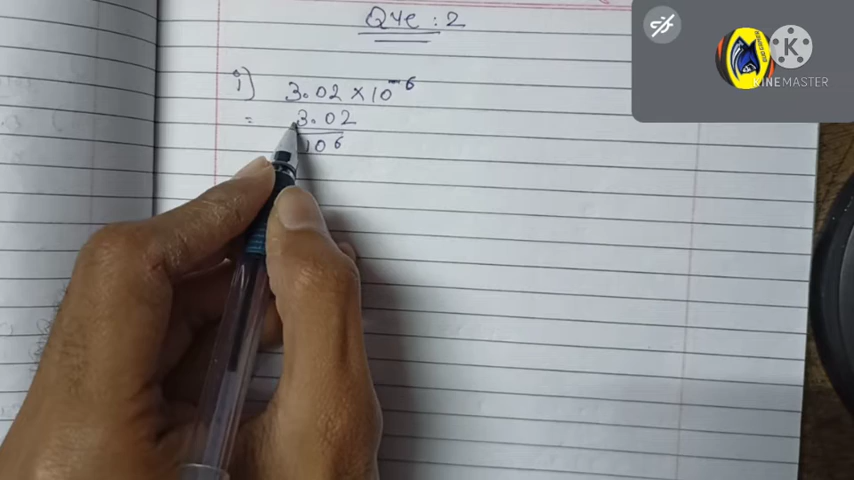 Que : 2
i) 3.02 × 10⁻⁶
= 3.02
10⁶
K
KINEMASTER